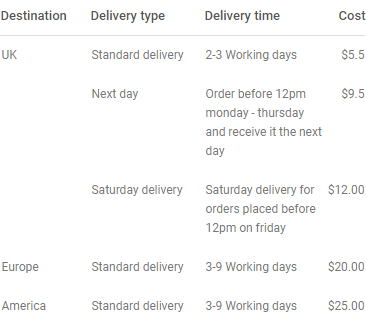 Destination Delivery type Delivery time Cost
UK Standard delivery 2-3 Working days $5.5
Next day Order before 12pm $9.5
monday - thursday
and receive it the next
day
Saturday delivery Saturday delivery for $12.00
orders placed before
12pm on friday
Europe Standard delivery 3-9 Working days $20.00
America Standard delivery 3-9 Working days $25.00